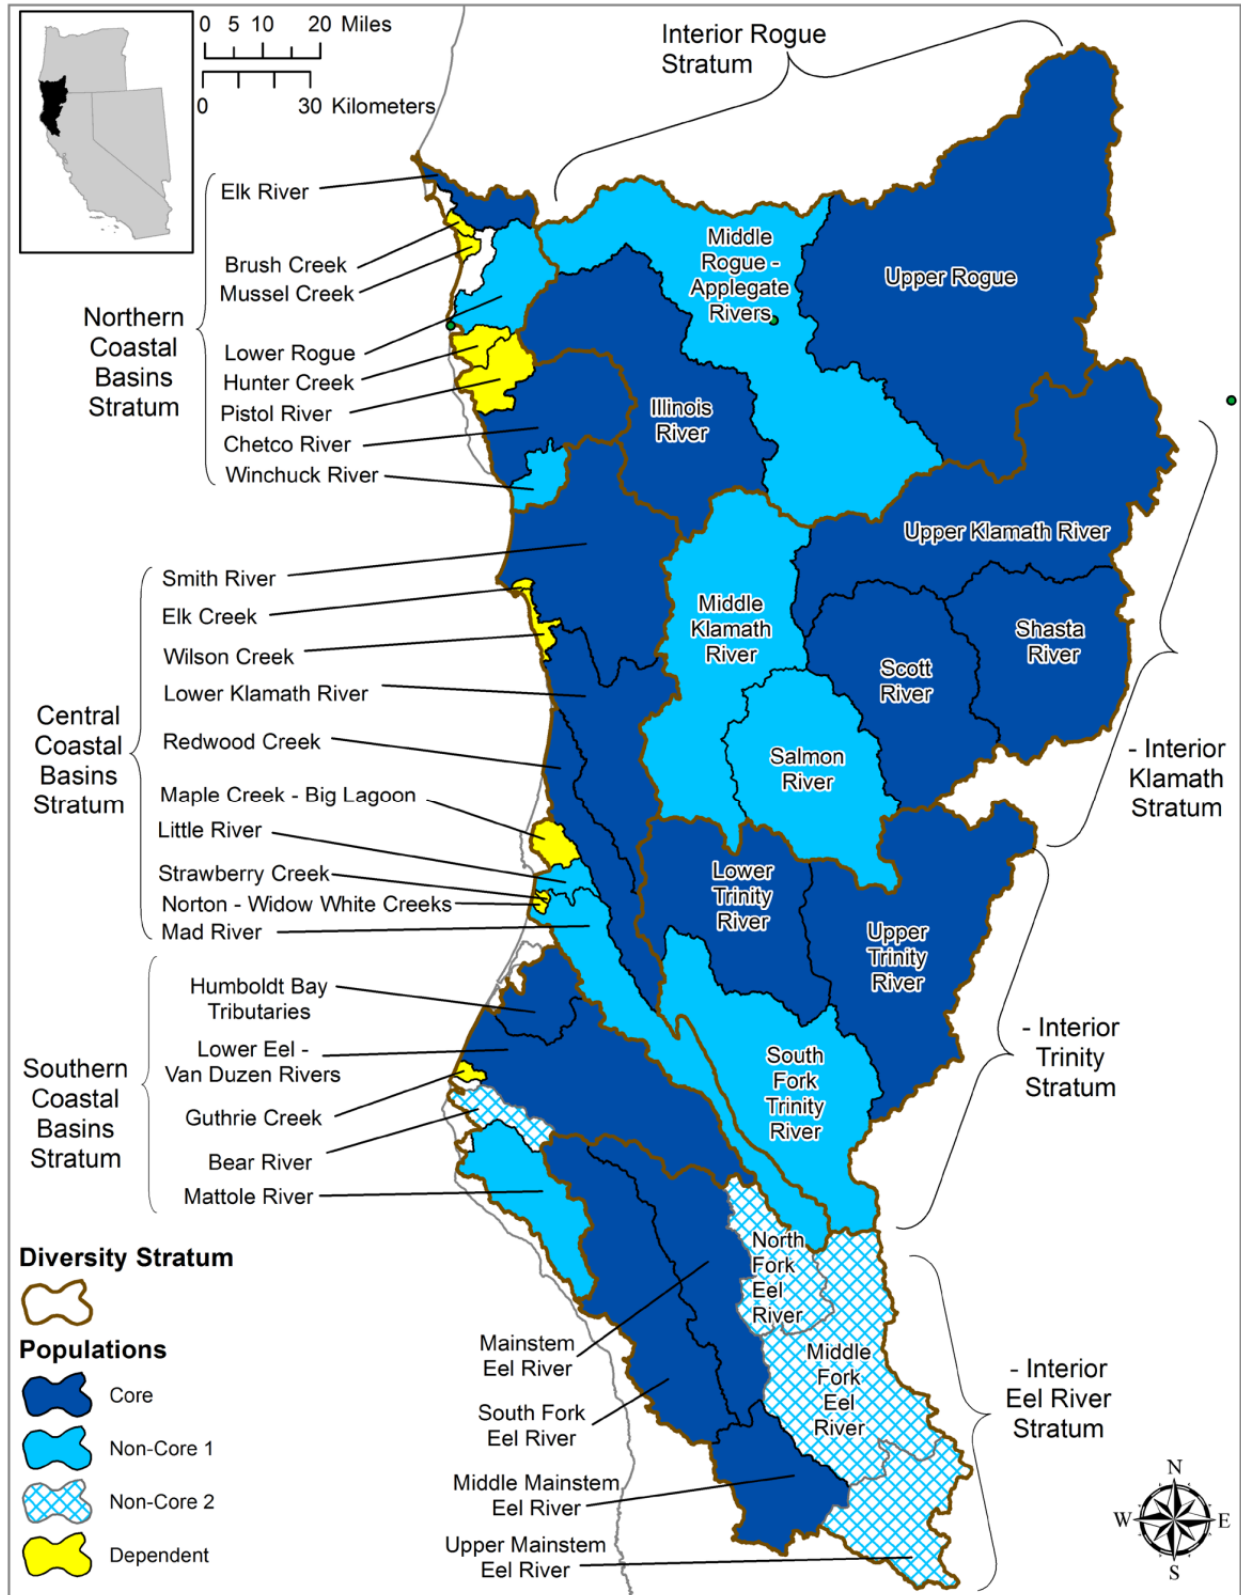 0 5 10 20 Miles
0 30 Kilometers
Interior Rogue
Stratum
Elk River
Brush Creek
Mussel Creek
Northern
Coastal
Basins
Stratum
Lower Rogue
Hunter Creek
Pistol River
Chetco River
Winchuck River
Middle
Rogue -
Applegate
Rivers
Upper Rogue
Illinois
River
Upper Klamath River
Smith River
Elk Creek
Wilson Creek
Lower Klamath River
Redwood Creek
Maple Creek - Big Lagoon
Little River
Strawberry Creek
Norton - Widow White Creeks
Mad River
Central
Coastal
Basins
Stratum
Middle
Klamath
River
Scott
River
Shasta
River
Salmon
River
- Interior
Klamath
Stratum
Lower
Trinity
River
Upper
Trinity
River
Humboldt Bay
Tributaries
Lower Eel -
Van Duzen Rivers
Guthrie Creek
Bear River
Mattole River
Southern
Coastal
Basins
Stratum
South
Fork
Trinity
River
- Interior
Trinity
Stratum
Diversity Stratum
Populations
Core
Non-Core 1
Non-Core 2
Dependent
North
Fork
Eel
River
Middle
Fork
Eel
River
Mainstem
Eel River
South Fork
Eel River
Middle Mainstem
Eel River
Upper Mainstem
Eel River
- Interior
Eel River
Stratum
N
W E
S